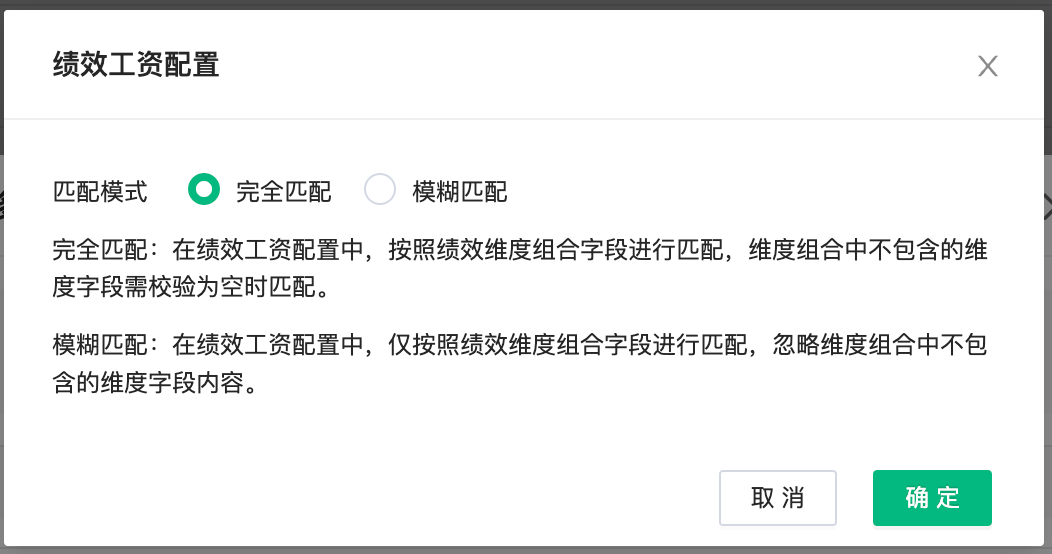 绩效工资配置
匹配模式 完全匹配 模糊匹配
完全匹配：在绩效工资配置中，按照绩效维度组合字段进行匹配，维度组合中不包含的维
度字段需校验为空时匹配。
模糊匹配：在绩效工资配置中，仅按照绩效维度组合字段进行匹配，忽略维度组合中不包
含的维度字段内容。
取 消 确 定